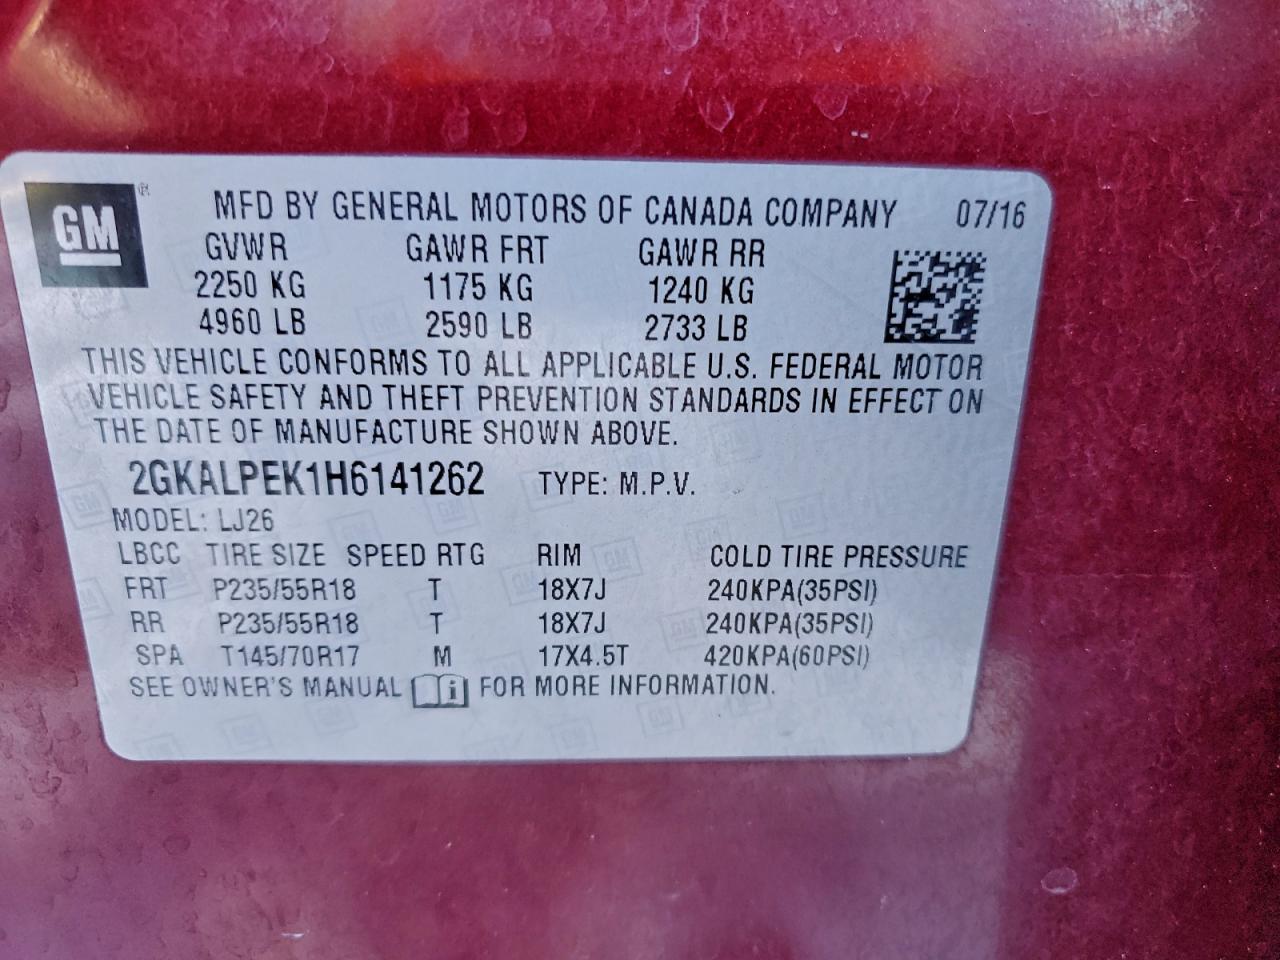 GM ®
MFD BY GENERAL MOTORS OF CANADA COMPANY 07/16
GVWR GAWR FRT GAWR RR
2250 KG 1175 KG 1240 KG
4960 LB 2590 LB 2733 LB
THIS VEHICLE CONFORMS TO ALL APPLICABLE U.S. FEDERAL MOTOR
VEHICLE SAFETY AND THEFT PREVENTION STANDARDS IN EFFECT ON
THE DATE OF MANUFACTURE SHOWN ABOVE.
2GKALPEK1H6141262 TYPE: M.P.V.
MODEL: LJ26
LBCC TIRE SIZE SPEED RTG RIM COLD TIRE PRESSURE
FRT P235/55R18 T 18X7J 240KPA(35PSI)
RR P235/55R18 T 18X7J 240KPA(35PSI)
SPA T145/70R17 M 17X4.5T 420KPA(60PSI)
SEE OWNER'S MANUAL i FOR MORE INFORMATION.